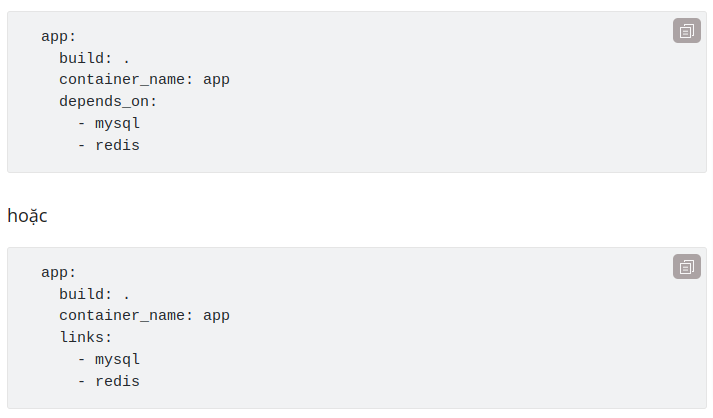 app:
  build: .
  container_name: app
  depends_on:
    - mysql
    - redis
hoặc
app:
  build: .
  container_name: app
  links:
    - mysql
    - redis